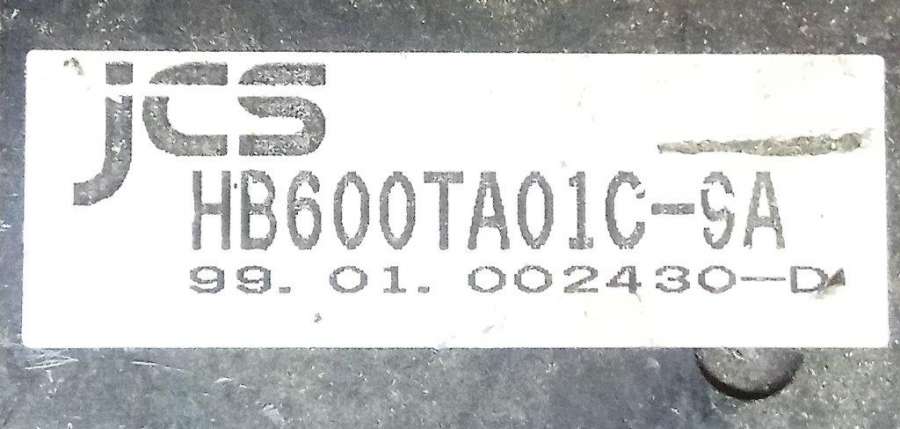 JCS
HB600TA01C-9A
99. 01. 002430-D